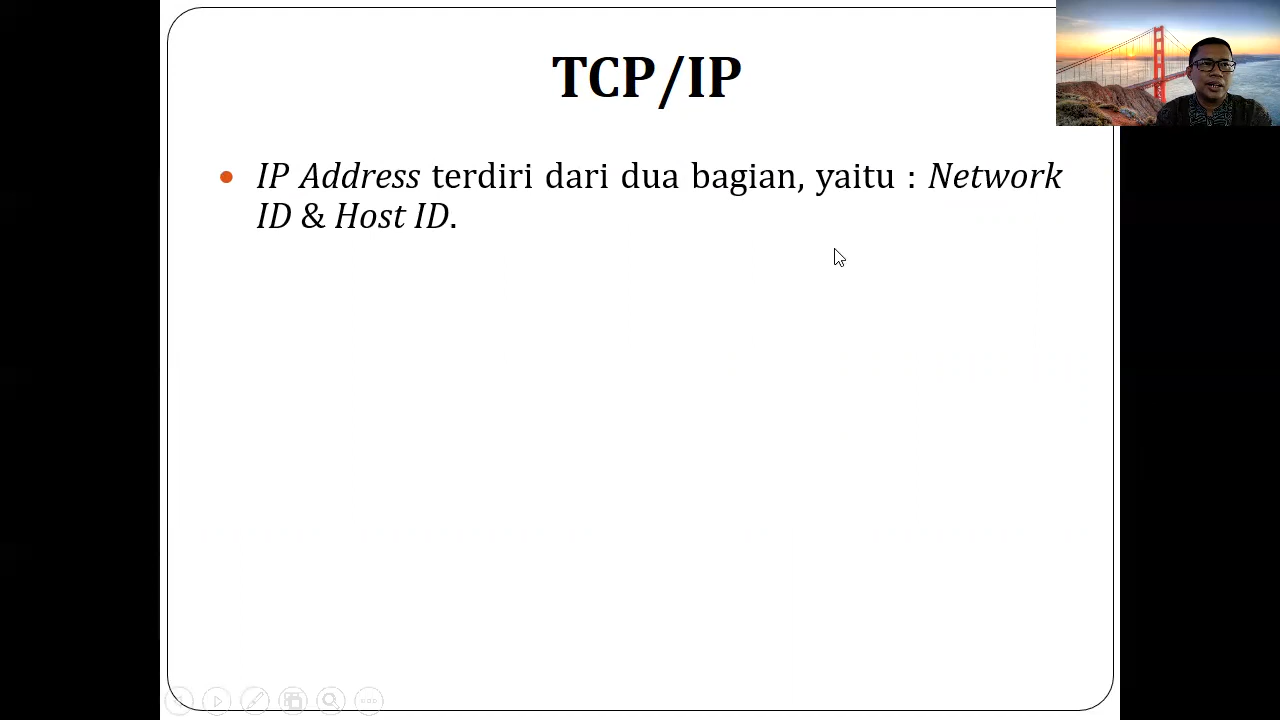 TCP/IP
IP Address terdiri dari dua bagian, yaitu : Network
ID & Host ID.